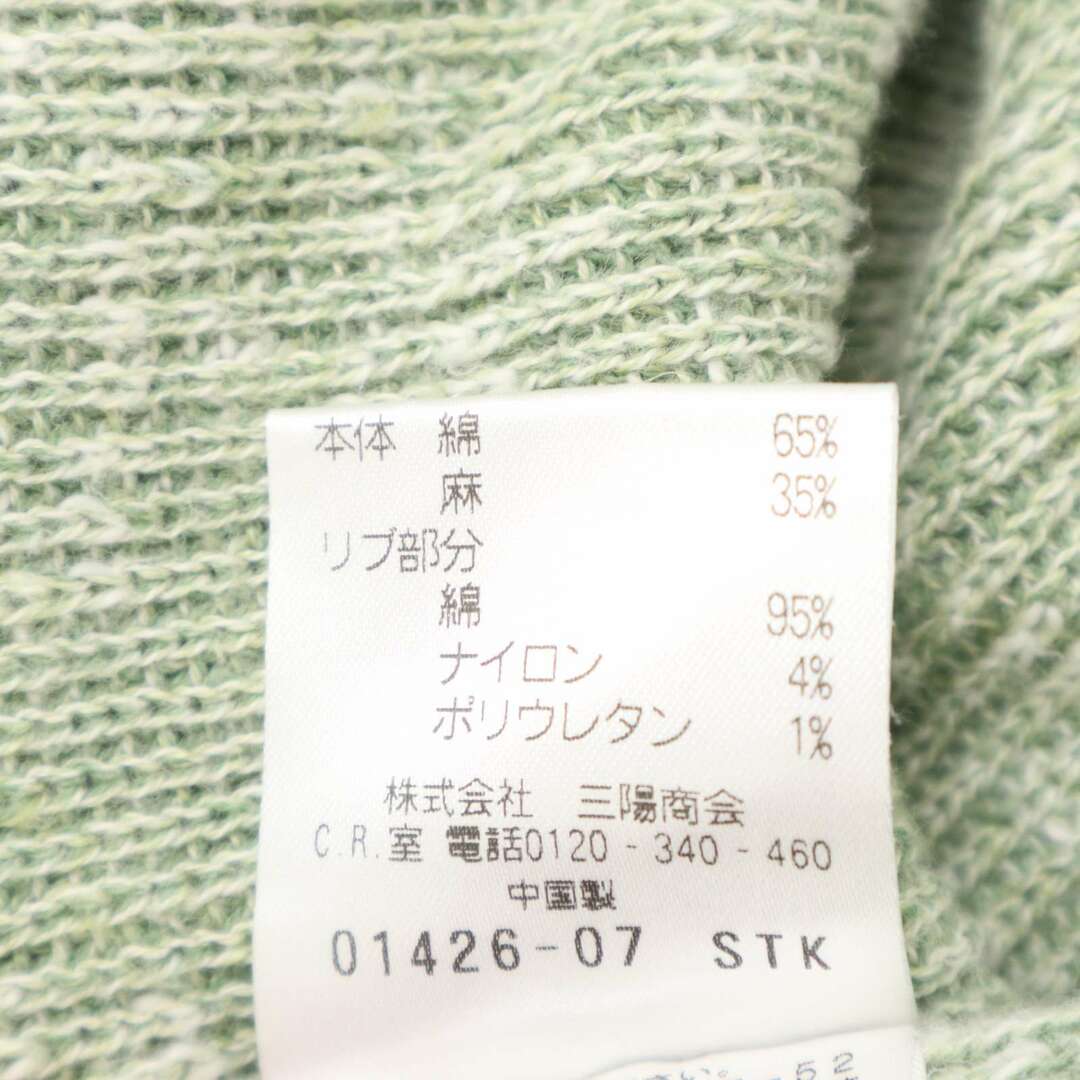 本体 綿 65%
麻 35%
リブ部分
綿 95%
ナイロン 4%
ポリウレタン 1%
株式会社 三陽商会
C.R.室 電話0120-340-460
中国製
01426-07 STK
52